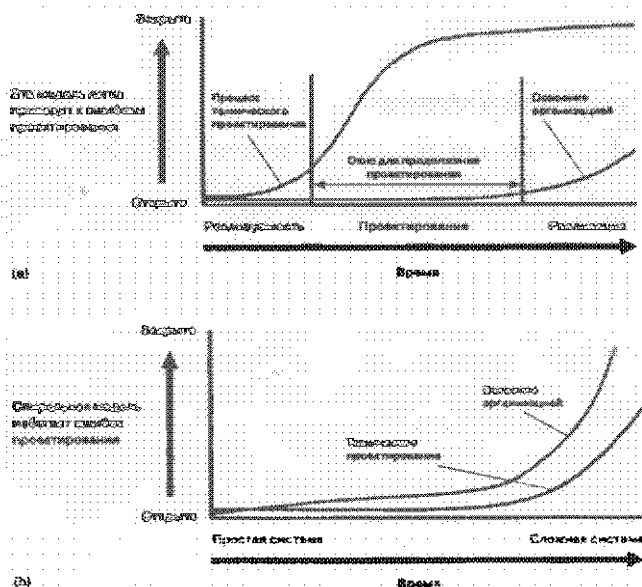 Закрыто
Эта модель легко
приводит к ошибкам
проектирования
Процесс
технического
проектирования
Освоение
организацией
Окно для продолжения
проектирования
Открыто
Проектирование
Реализация
Время
(a)
Закрыто
Спиральная модель
избегает ошибок
проектирования
Освоение
организацией
Техническое
проектирование
Открыто
Простая система
Сложная система
(b)
Время